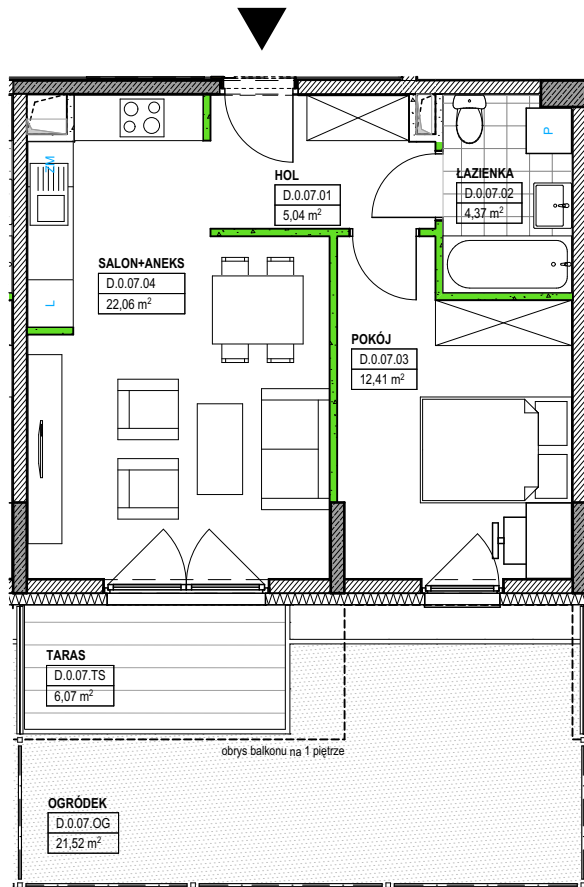 HOL
D.0.07.01
5,04 m²
ŁAZIENKA
D.0.07.02
4,37 m²
P
ZM
SALON+ANEKS
D.0.07.04
22,06 m²
L
POKÓJ
D.0.07.03
12,41 m²
TARAS
D.0.07.TS
6,07 m²
obrys balkonu na 1 piętrze
OGRÓDEK
D.0.07.OG
21,52 m²